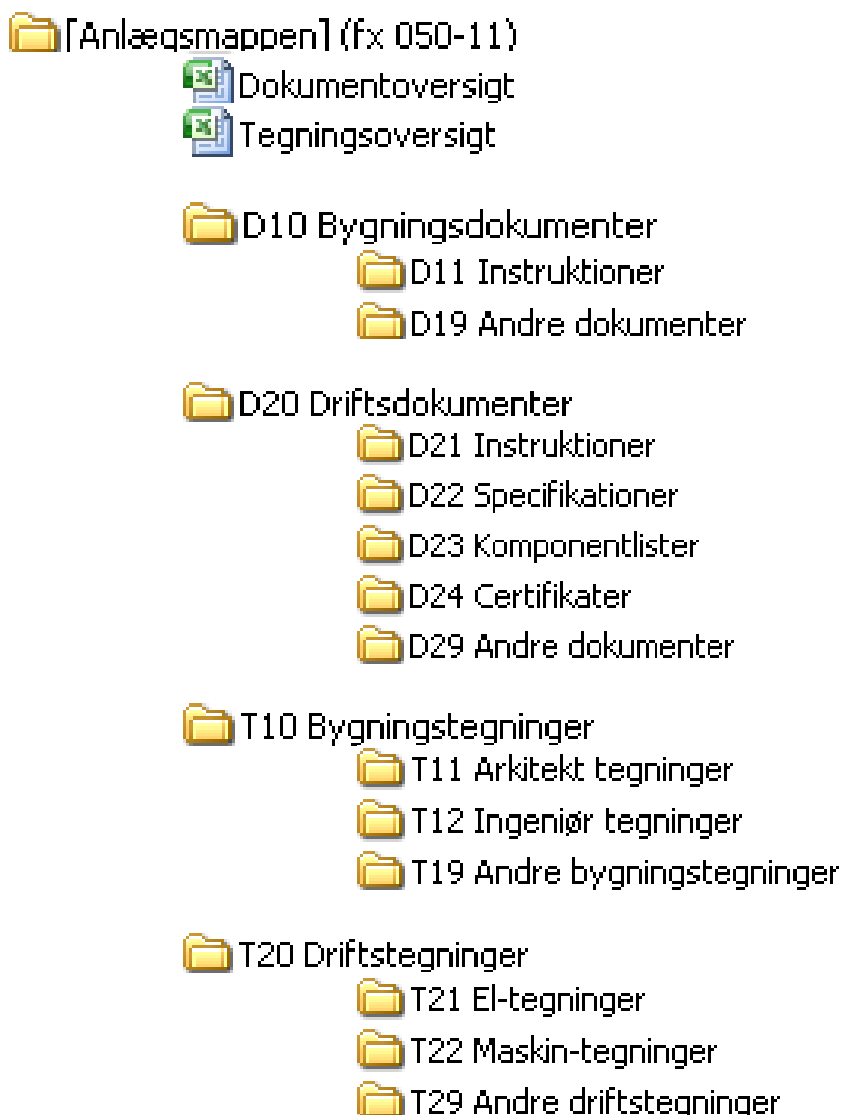 [Anlægsmappen] (fx 050-11)
Dokumentoversigt
Tegningsoversigt
D10 Bygningsdokumenter
D11 Instruktioner
D19 Andre dokumenter
D20 Driftsdokumenter
D21 Instruktioner
D22 Specifikationer
D23 Komponentlister
D24 Certifikater
D29 Andre dokumenter
T10 Bygningstegninger
T11 Arkitekt tegninger
T12 Ingeniør tegninger
T19 Andre bygningstegninger
T20 Driftstegninger
T21 El-tegninger
T22 Maskin-tegninger
T29 Andre driftstegninger